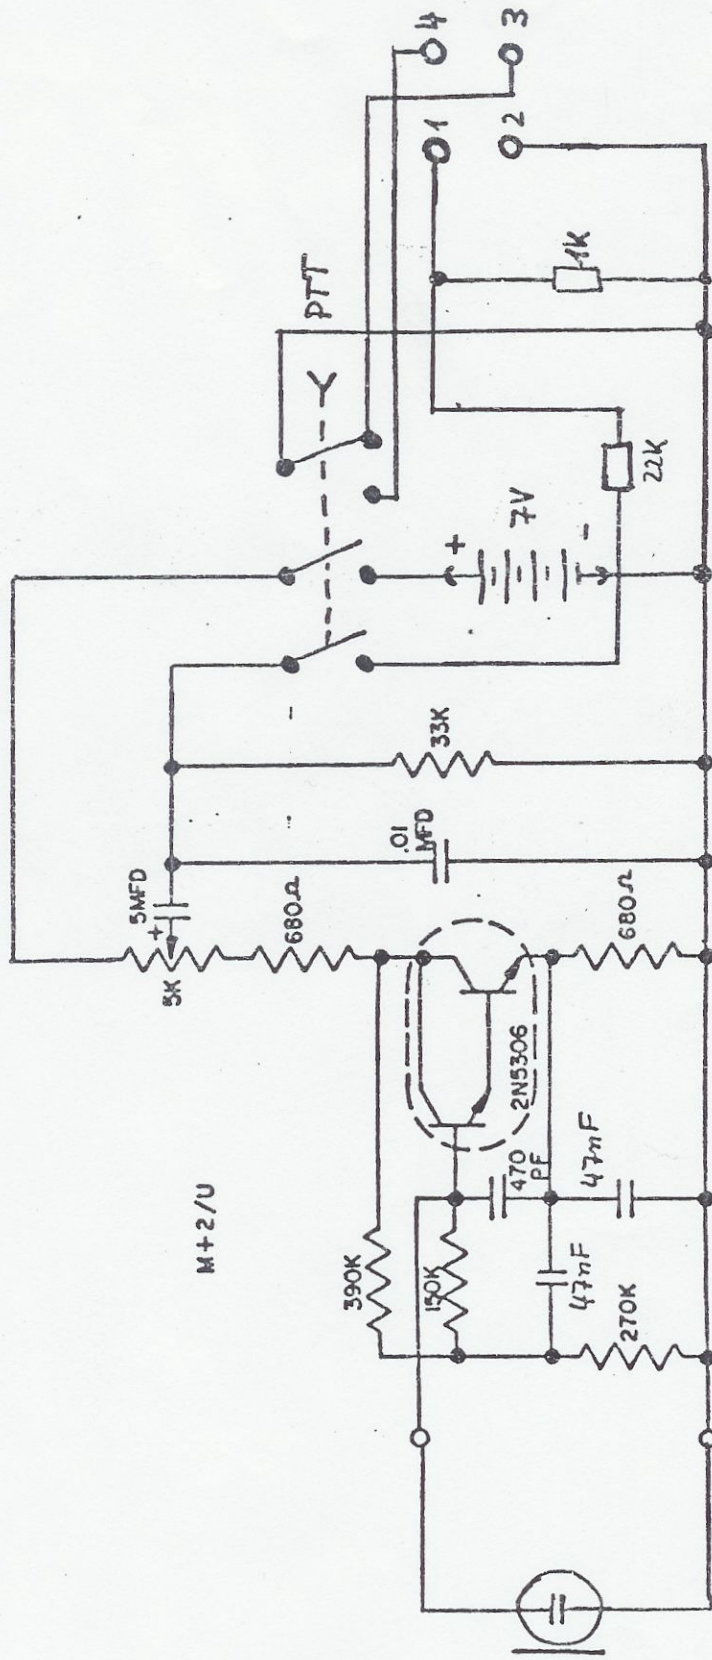 4
3
1
2
PTT
1K
22K
+
7V
-
33K
.01
MFD
5MFD
+
5K
680Ω
680Ω
2N5306
470
PF
47nF
47nF
M+2/U
390K
150K
270K